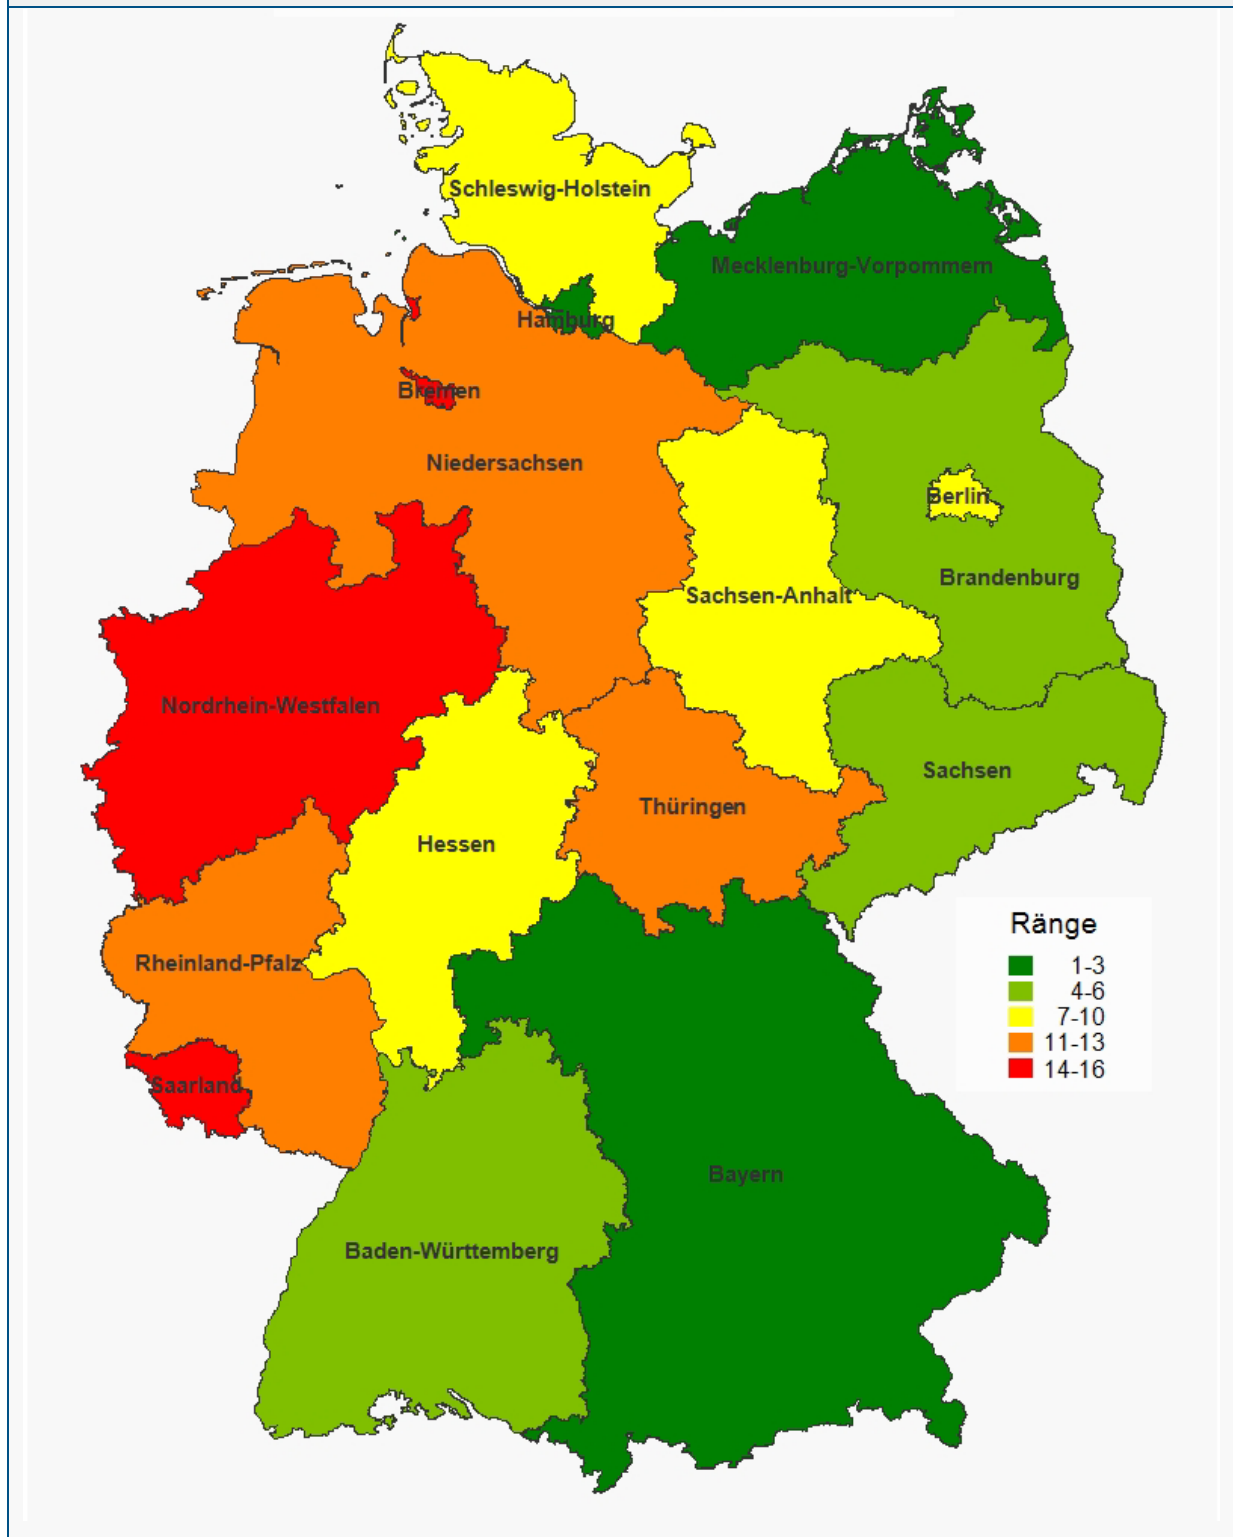 Schleswig-Holstein
Mecklenburg-Vorpommern
Hamburg
Bremen
Niedersachsen
Berlin
Brandenburg
Sachsen-Anhalt
Nordrhein-Westfalen
Sachsen
Thüringen
Hessen
Rheinland-Pfalz
Saarland
Bayern
Baden-Württemberg
Ränge
1-3
4-6
7-10
11-13
14-16